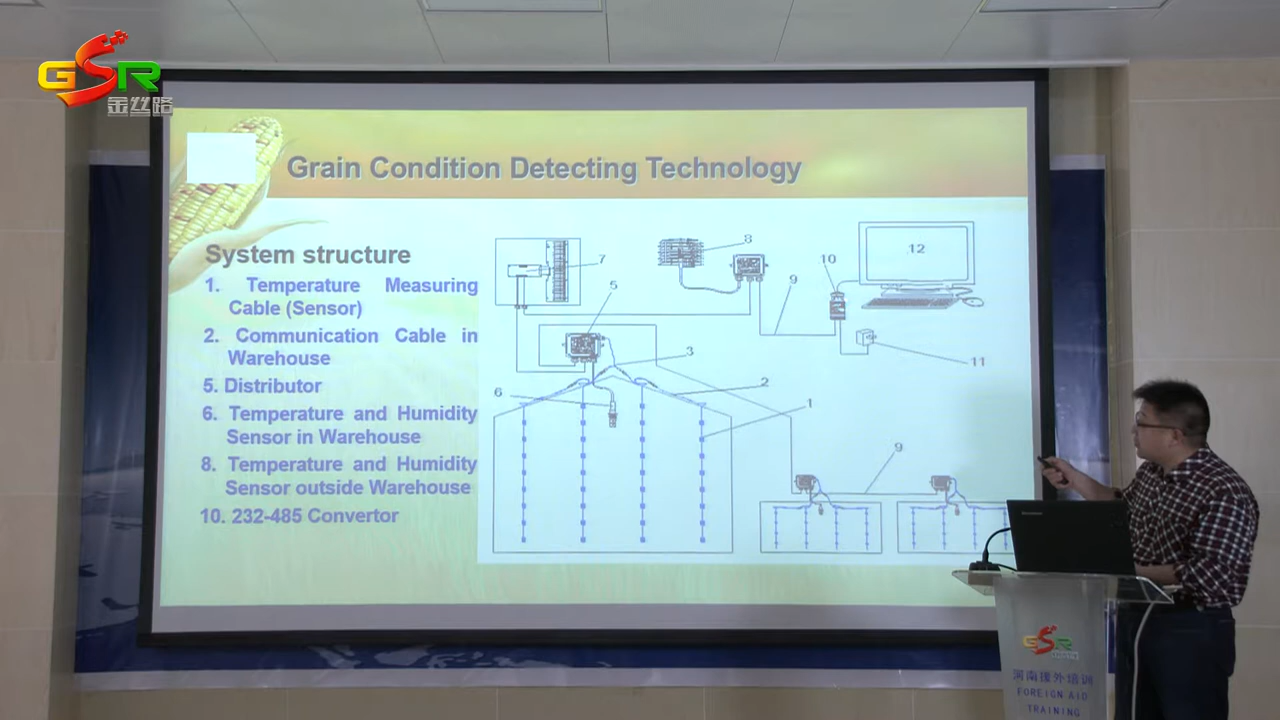 GSR
金丝路
Grain Condition Detecting Technology
System structure
1. Temperature Measuring
Cable (Sensor)
2. Communication Cable in
Warehouse
5. Distributor
6. Temperature and Humidity
Sensor in Warehouse
8. Temperature and Humidity
Sensor outside Warehouse
10. 232-485 Convertor
7
8
12
10
9
5
11
3
2
6
1
9
GSR
河南援外培训
FOREIGN AID
TRAINING